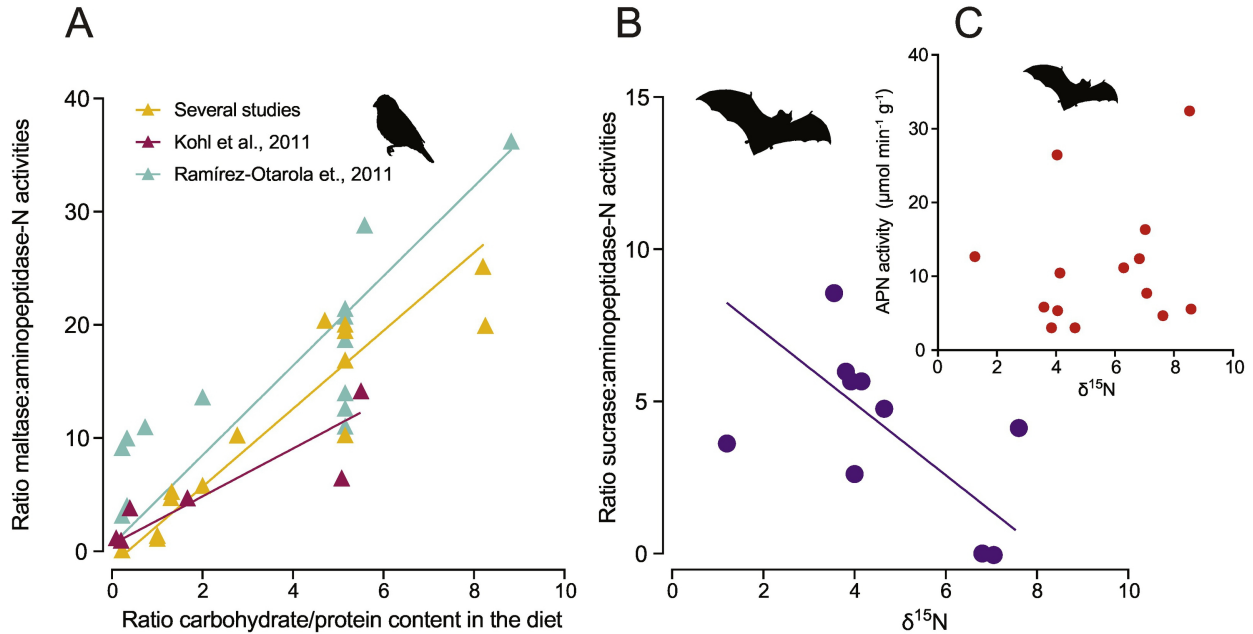 A
Ratio maltase:aminopeptidase-N activities
40
30
20
10
0
Several studies
Kohl et al., 2011
Ramírez-Otarola et., 2011
0 2 4 6 8 10
Ratio carbohydrate/protein content in the diet
B
Ratio sucrase:aminopeptidase-N activities
15
10
5
0
0 2 4 6 8 10
δ¹⁵N
C
APN activity (μmol min⁻¹ g⁻¹)
40
30
20
10
0
0 2 4 6 8 10
δ¹⁵N